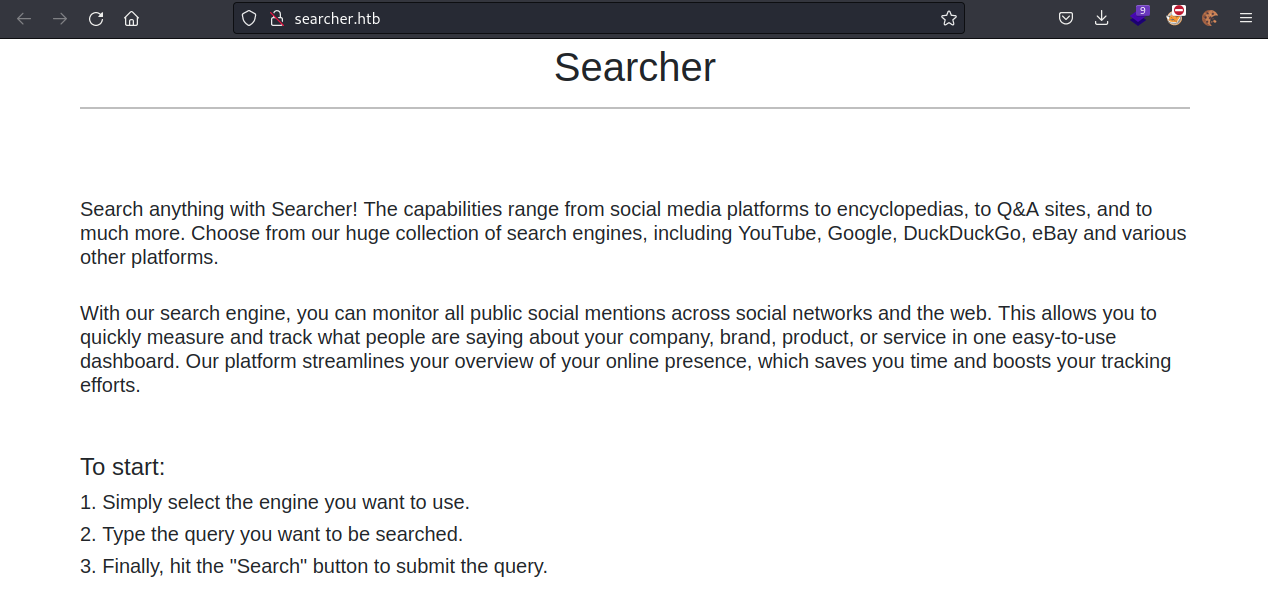 searcher.htb
9
Searcher
Search anything with Searcher! The capabilities range from social media platforms to encyclopedias, to Q&A sites, and to
much more. Choose from our huge collection of search engines, including YouTube, Google, DuckDuckGo, eBay and various
other platforms.
With our search engine, you can monitor all public social mentions across social networks and the web. This allows you to
quickly measure and track what people are saying about your company, brand, product, or service in one easy-to-use
dashboard. Our platform streamlines your overview of your online presence, which saves you time and boosts your tracking
efforts.
To start:
1. Simply select the engine you want to use.
2. Type the query you want to be searched.
3. Finally, hit the "Search" button to submit the query.